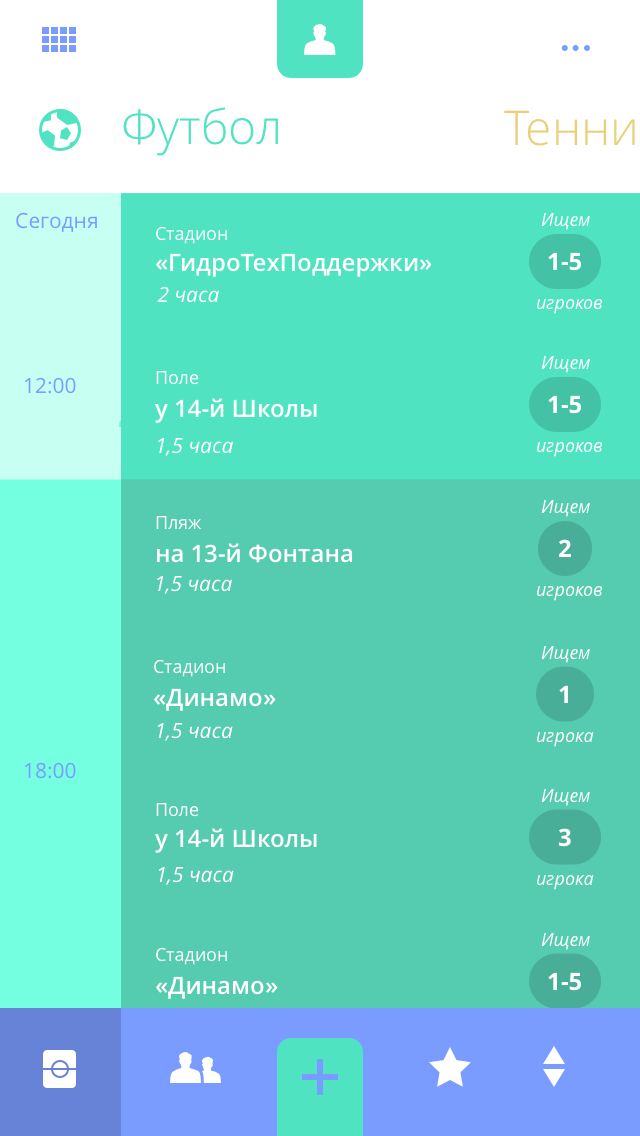 Футбол
Тенни
Сегодня
Стадион
«ГидроТехПоддержки»
2 часа
Ищем
1-5
игроков
12:00
Поле
у 14-й Школы
1,5 часа
Ищем
1-5
игроков
Пляж
на 13-й Фонтана
1,5 часа
Ищем
2
игроков
Стадион
«Динамо»
1,5 часа
Ищем
1
игрока
18:00
Поле
у 14-й Школы
1,5 часа
Ищем
3
игрока
Стадион
«Динамо»
Ищем
1-5